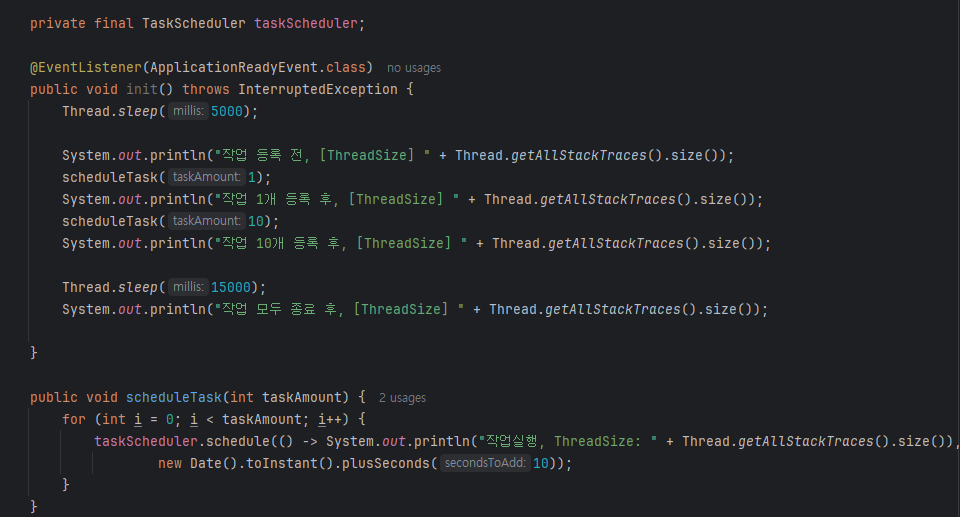 private final TaskScheduler taskScheduler;
@EventListener(ApplicationReadyEvent.class) no usages
public void init() throws InterruptedException {
Thread.sleep( millis: 5000);
System.out.println("작업 등록 전, [ThreadSize] " + Thread.getAllStackTraces().size());
scheduleTask( taskAmount: 1);
System.out.println("작업 1개 등록 후, [ThreadSize] " + Thread.getAllStackTraces().size());
scheduleTask( taskAmount: 10);
System.out.println("작업 10개 등록 후, [ThreadSize] " + Thread.getAllStackTraces().size());
Thread.sleep( millis: 15000);
System.out.println("작업 모두 종료 후, [ThreadSize] " + Thread.getAllStackTraces().size());
}
public void scheduleTask(int taskAmount) { 2 usages
for (int i = 0; i < taskAmount; i++) {
taskScheduler.schedule(() -> System.out.println("작업실행, ThreadSize: " + Thread.getAllStackTraces().size()),
new Date().toInstant().plusSeconds( secondsToAdd: 10));
}
}